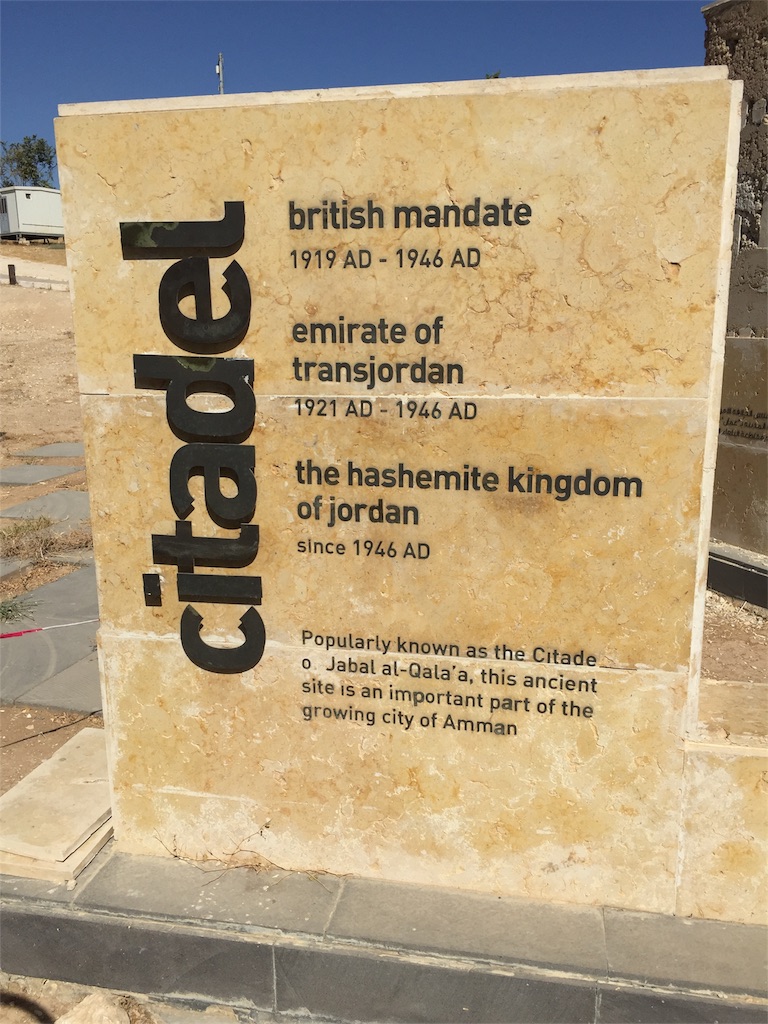 citadel
british mandate
1919 AD - 1946 AD
emirate of
transjordan
1921 AD - 1946 AD
the hashemite kingdom
of jordan
since 1946 AD
Popularly known as the Citade
o Jabal al-Qala'a, this ancient
site is an important part of the
growing city of Amman